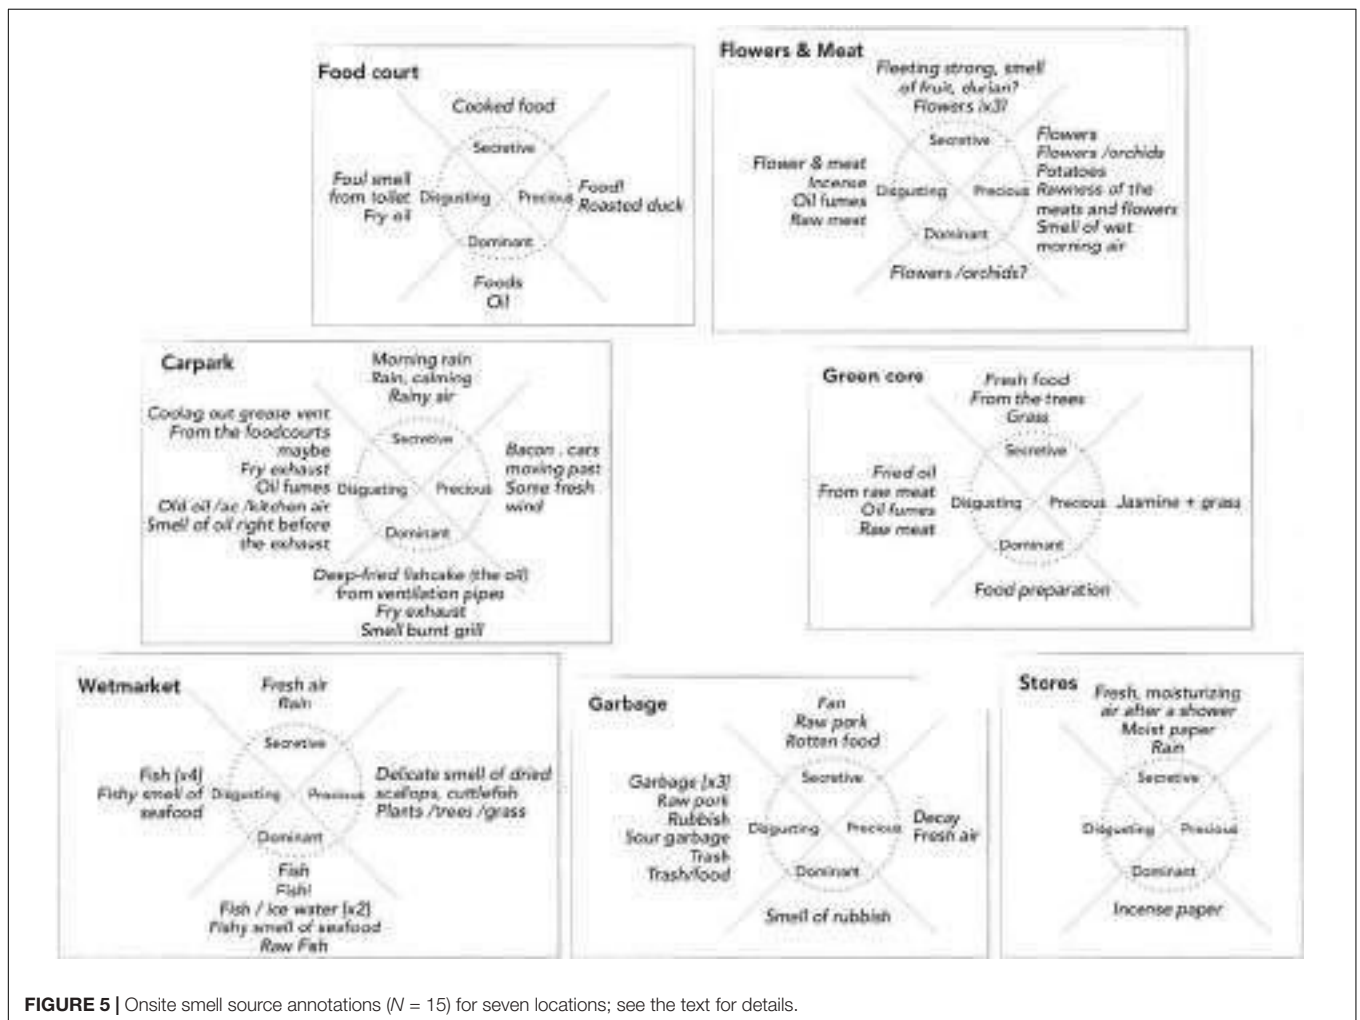 Food court
Cooked food
Secretive
Foul smell
from toilet
Fry oil
Disgusting
Precious
Food!
Roasted duck
Dominant
Foods
Oil
Flowers & Meat
Fleeting strong, smell
of fruit, durian?
Flowers (x3)
Secretive
Flower & meat
Incense
Oil fumes
Raw meat
Disgusting
Precious
Flowers
Flowers /orchids
Potatoes
Rawness of the
meats and flowers
Smell of wet
morning air
Dominant
Flowers /orchids?
Carpark
Morning rain
Rain, calming
Rainy air
Secretive
out grease vent
From the foodcourts
maybe
Fry exhaust
Oil fumes
Old oil /ac /kitchen air
Smell of oil right before
the exhaust
Disgusting
Precious
Bacon , cars
moving past
Some fresh
wind
Dominant
Deep-fried fishcake (the oil)
from ventilation pipes
Fry exhaust
Smell burnt grill
Green core
Fresh food
From the trees
Grass
Secretive
Fried oil
From raw meat
Oil fumes
Raw meat
Disgusting
Precious
Jasmine + grass
Dominant
Food preparation
Wetmarket
Fresh air
Rain
Secretive
Fish (x4)
Fishy smell of
seafood
Disgusting
Precious
Delicate smell of dried
scallops, cuttlefish
Plants /trees /grass
Dominant
Fish
Fish!
Fish / ice water (x2)
Fishy smell of seafood
Raw Fish
Garbage
Fan
Raw pork
Rotten food
Secretive
Garbage (x3)
Raw pork
Rubbish
Sour garbage
Trash
Trash/food
Disgusting
Precious
Decay
Fresh air
Dominant
Smell of rubbish
Stores
Fresh, moisturizing
air after a shower
Moist paper
Rain
Secretive
Disgusting
Precious
Dominant
Incense paper
FIGURE 5 | Onsite smell source annotations (N = 15) for seven locations; see the text for details.